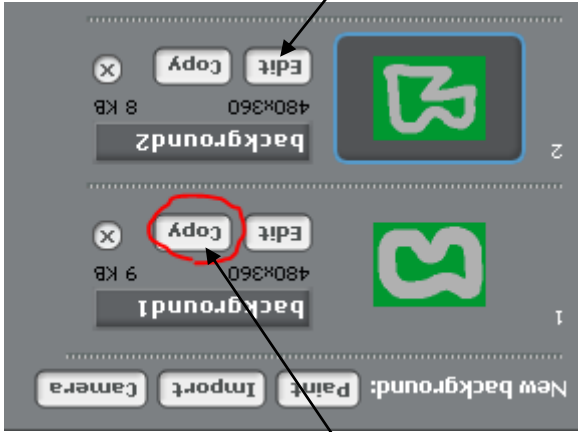 New background: Paint Import Camera
1
background1
480x360 9 KB
Edit Copy
2
background2
480x360 8 KB
Edit Copy